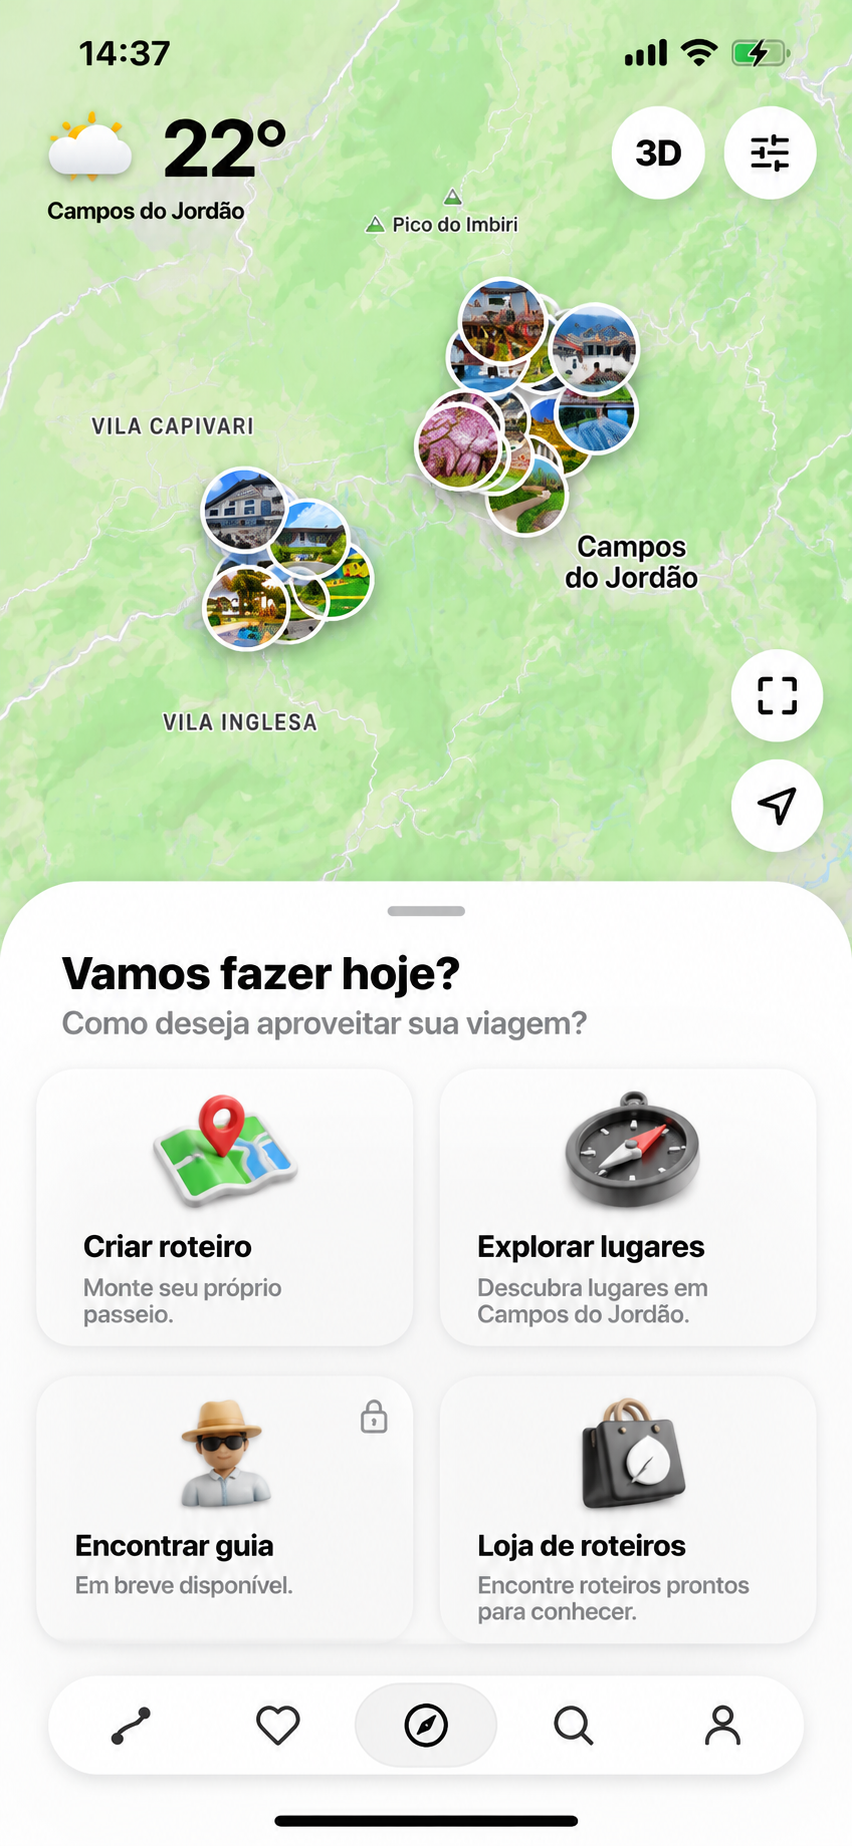 14:37
22°
Campos do Jordão
3D
Pico do Imbiri
VILA CAPIVARI
Campos
do Jordão
VILA INGLESA
Vamos fazer hoje?
Como deseja aproveitar sua viagem?
Criar roteiro
Monte seu próprio
passeio.
Explorar lugares
Descubra lugares em
Campos do Jordão.
Encontrar guia
Em breve disponível.
Loja de roteiros
Encontre roteiros prontos
para conhecer.